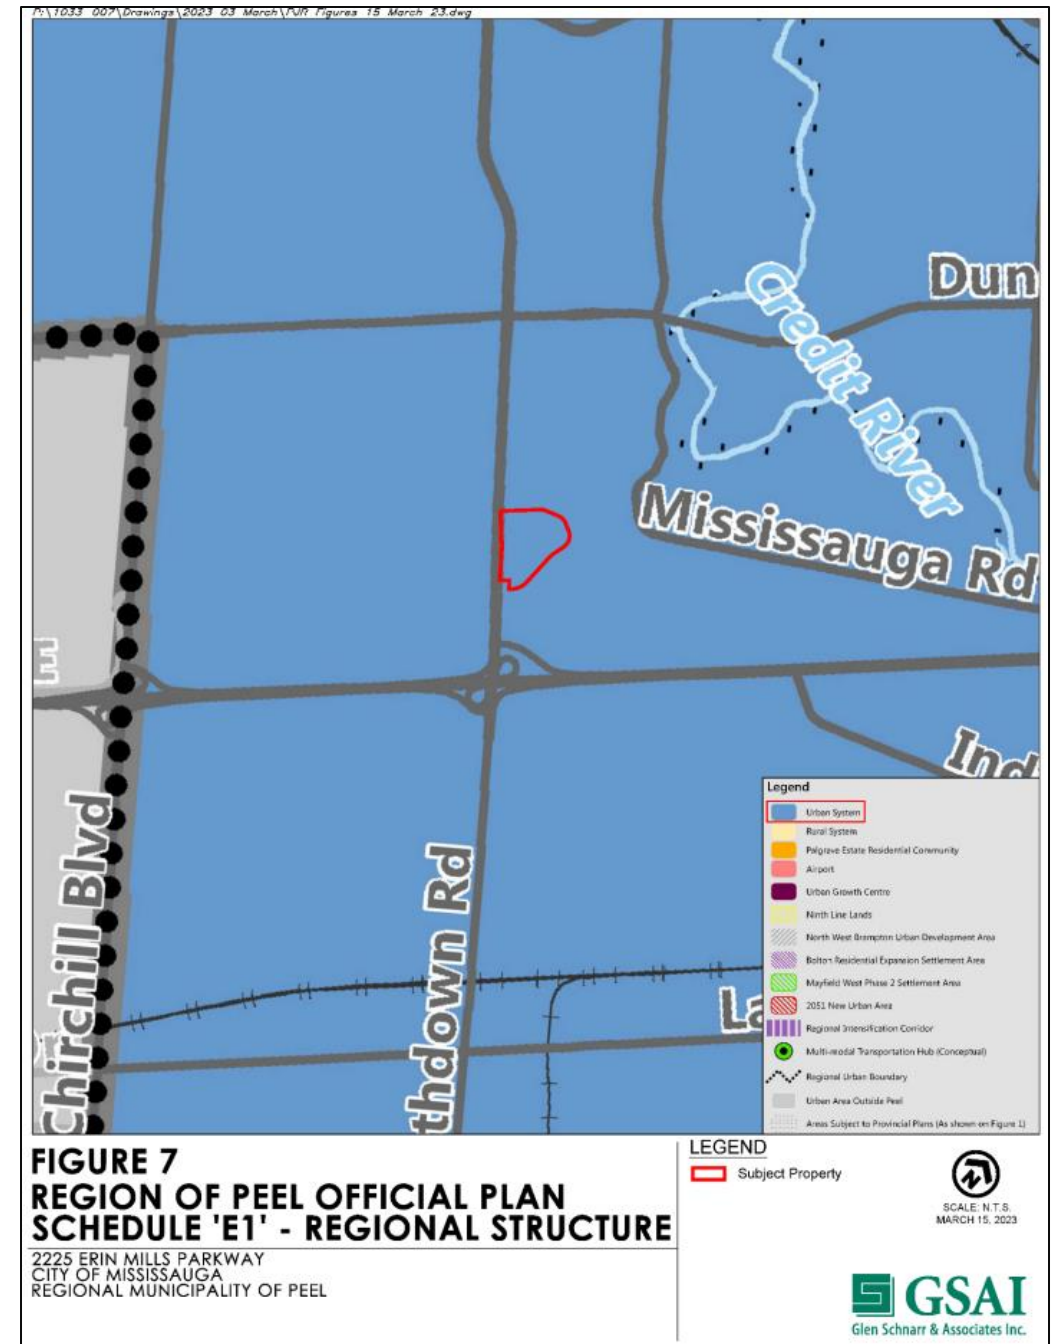 P:\1033_007\Drawings\2023 03 March\PJR Figures 15 March 23.dwg
Dun
Credit River
Mississauga Rd
Ind
Chirchill Blvd
thdown Rd
La
Legend
Urban System
Rural System
Palgrave Estate Residential Community
Airport
Urban Growth Centre
Ninth Line Lands
North West Brampton Urban Development Area
Bolton Residential Expansion Settlement Area
Mayfield West Phase 2 Settlement Area
2051 New Urban Area
Regional Intensification Corridor
Multi-modal Transportation Hub (Conceptual)
Regional Urban Boundary
Urban Area Outside Peel
Areas Subject to Provincial Plans (As shown on Figure 1)
FIGURE 7
REGION OF PEEL OFFICIAL PLAN
SCHEDULE 'E1' - REGIONAL STRUCTURE
2225 ERIN MILLS PARKWAY
CITY OF MISSISSAUGA
REGIONAL MUNICIPALITY OF PEEL
LEGEND
Subject Property
SCALE: N.T.S.
MARCH 15, 2023
GSAI
Glen Schnarr & Associates Inc.